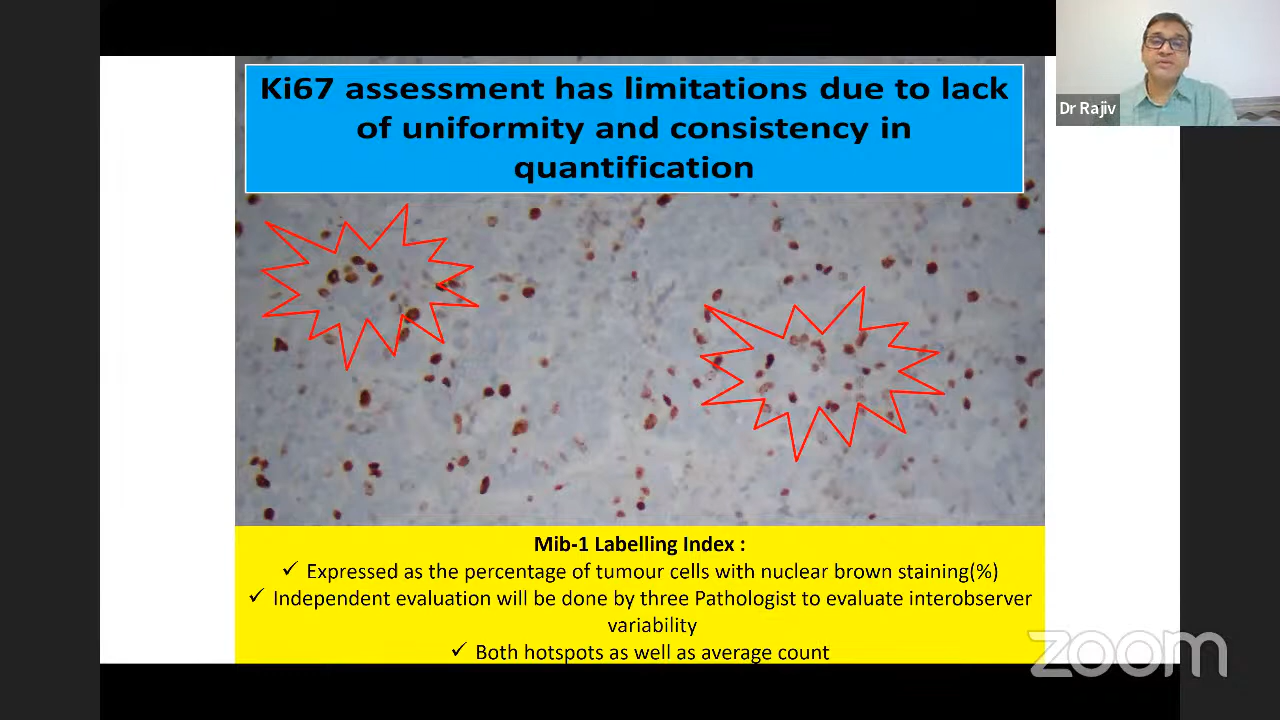 Ki67 assessment has limitations due to lack
of uniformity and consistency in
quantification
Dr Rajiv
Mib-1 Labelling Index :
✓ Expressed as the percentage of tumour cells with nuclear brown staining(%)
✓ Independent evaluation will be done by three Pathologist to evaluate interobserver
variability
✓ Both hotspots as well as average count
zoom